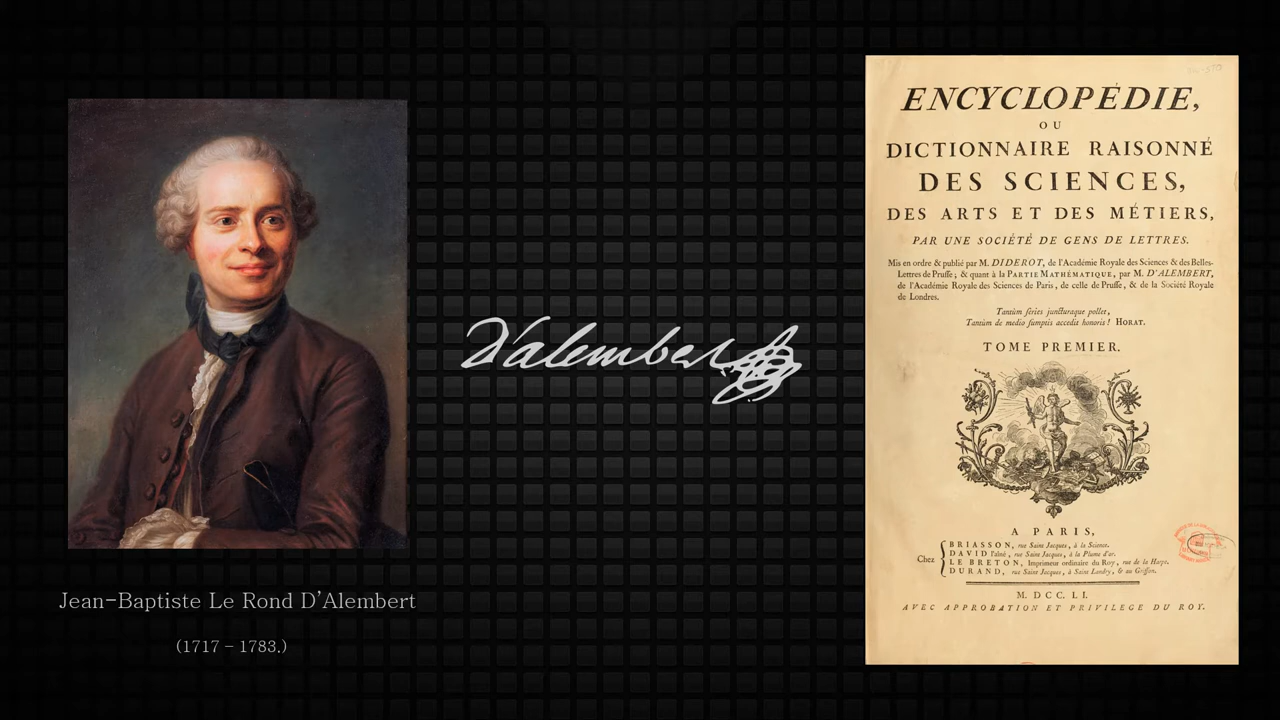 Jean-Baptiste Le Rond D'Alembert
(1717 – 1783.)
D'alembert
ENCYCLOPÉDIE,
OU
DICTIONNAIRE RAISONNÉ
DES SCIENCES,
DES ARTS ET DES MÉTIERS,
PAR UNE SOCIÉTÉ DE GENS DE LETTRES.
Mis en ordre & publié par M. DIDEROT, de l'Académie Royale des Sciences & des Belles-
Lettres de Prusse ; & quant à la PARTIE MATHÉMATIQUE, par M. D'ALEMBERT,
de l'Académie Royale des Sciences de Paris, de celle de Prusse, & de la Société Royale
de Londres.
Tantùm series juncturaque pollet,
Tantùm de medio sumptis accedit honoris ! HORAT.
TOME PREMIER.
A PARIS,
Chez
BRIASSON, rue Saint Jacques, à la Science.
DAVID l'aîné, rue Saint Jacques, à la Plume d'or.
LE BRETON, Imprimeur ordinaire du Roy, rue de la Harpe.
DURAND, rue Saint Jacques, à Saint Landry, & au Griffon.
M. DCC. LI.
AVEC APPROBATION ET PRIVILEGE DU ROY.